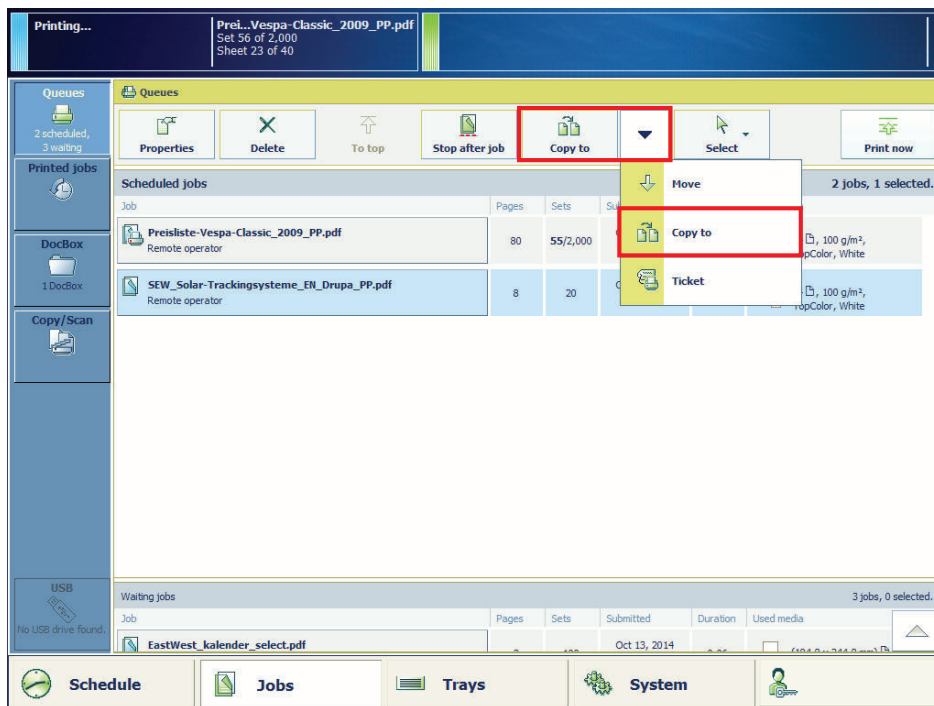 Printing...
Prei...Vespa-Classic_2009_PP.pdf
Set 56 of 2,000
Sheet 23 of 40
Queues
2 scheduled,
3 waiting
Printed jobs
DocBox
1 DocBox
Copy/Scan
USB
No USB drive found.
Queues
Properties
Delete
To top
Stop after job
Copy to
Select
Print now
Move
Copy to
Ticket
Scheduled jobs
2 jobs, 1 selected.
Job
Pages
Sets
Preisliste-Vespa-Classic_2009_PP.pdf
Remote operator
80
55/2,000
, 100 g/m²,
pColor, White
SEW_Solar-Trackingsysteme_EN_Drupa_PP.pdf
Remote operator
8
20
, 100 g/m²,
TopColor, White
Waiting jobs
3 jobs, 0 selected.
Job
Pages
Sets
Submitted
Duration
Used media
EastWest_kalender_select.pdf
Oct 13, 2014
Schedule
Jobs
Trays
System